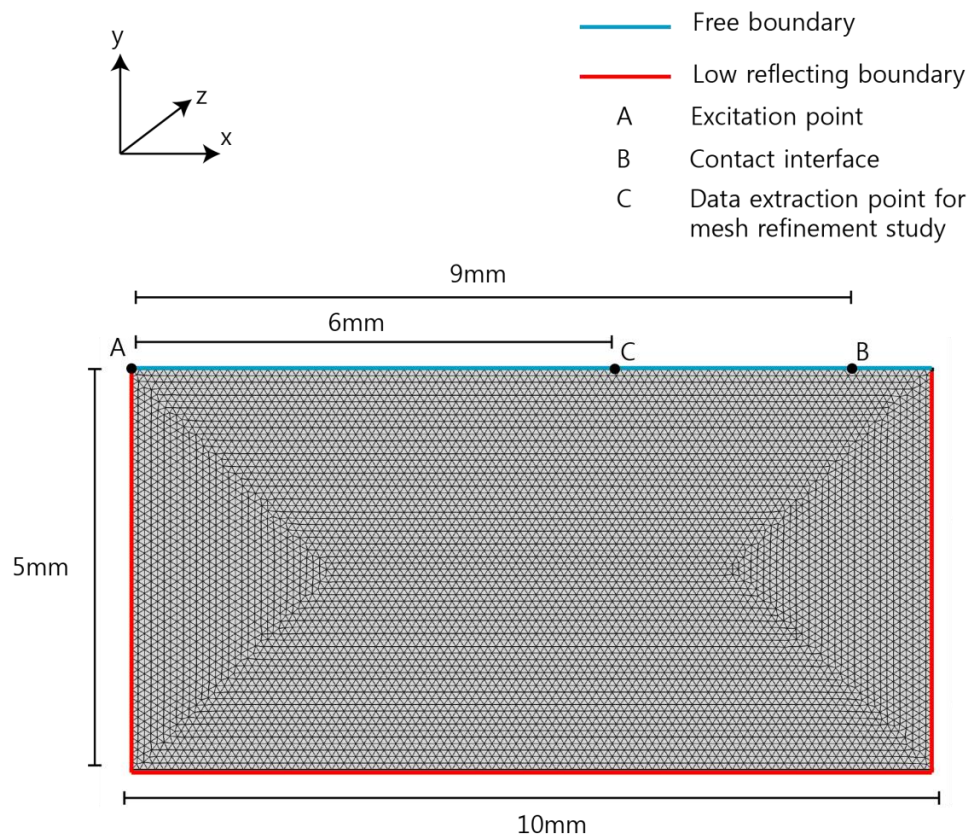 y
z
x
Free boundary
Low reflecting boundary
A Excitation point
B Contact interface
C Data extraction point for
mesh refinement study
9mm
6mm
A
C
B
5mm
10mm